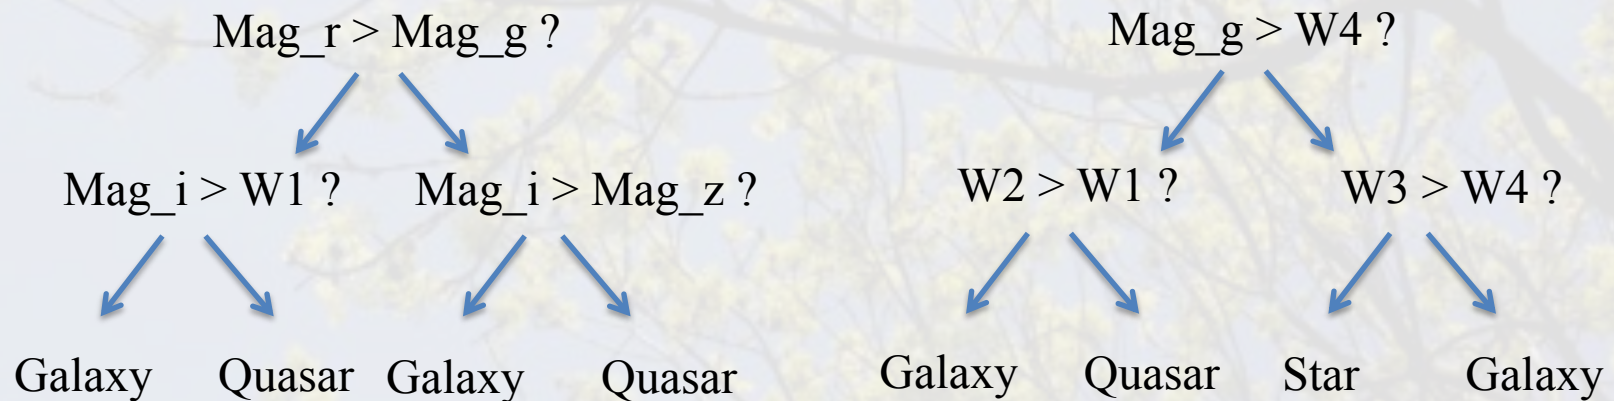 Mag_r > Mag_g ?
Mag_i > W1 ?
Mag_i > Mag_z ?
Galaxy
Quasar
Galaxy
Quasar
Mag_g > W4 ?
W2 > W1 ?
W3 > W4 ?
Galaxy
Quasar
Star
Galaxy